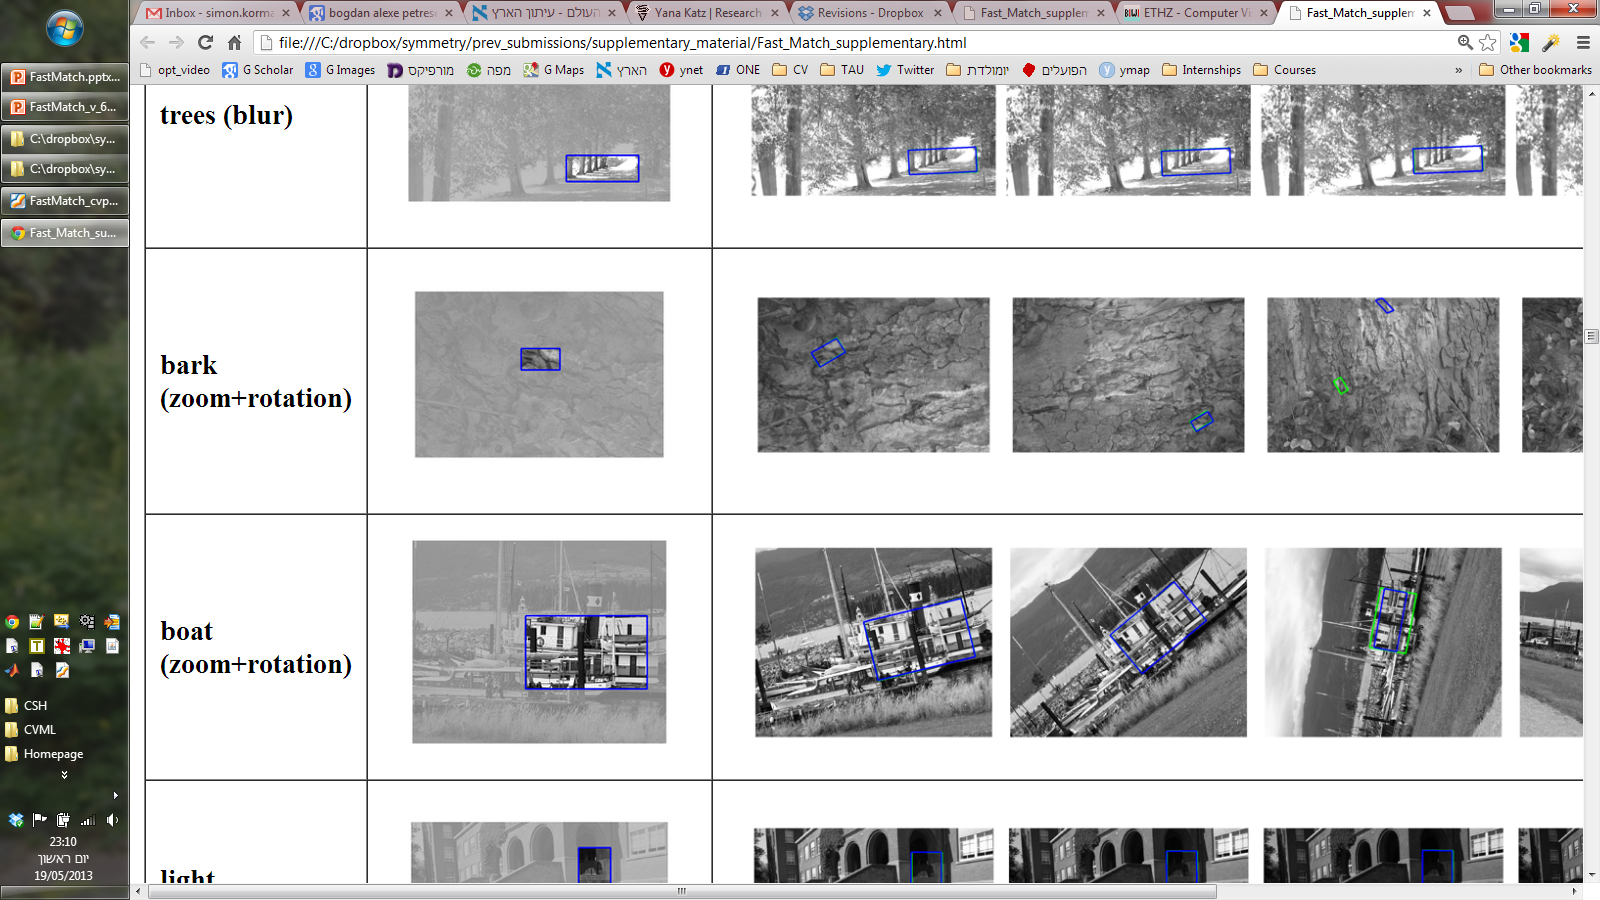 Inbox - simon.korma
bogdan alexe petres
העולם - עיתון הארץ
Yana Katz | Research
Revisions - Dropbox
Fast_Match_supplem
ETHZ - Computer Vi
Fast_Match_supplem
file:///C:/dropbox/symmetry/prev_submissions/supplementary_material/Fast_Match_supplementary.html
opt_video
G Scholar
G Images
מורפיקס
מפה
G Maps
הארץ
ynet
ONE
CV
TAU
Twitter
יומולדת
הפועלים
ymap
Internships
Courses
»
Other bookmarks
FastMatch.pptx...
FastMatch_v_6...
C:\dropbox\sy...
C:\dropbox\sy...
FastMatch_cvp...
Fast_Match_su...
CSH
CVML
Homepage
23:10
יום ראשון
19/05/2013
trees (blur)
bark
(zoom+rotation)
boat
(zoom+rotation)
light